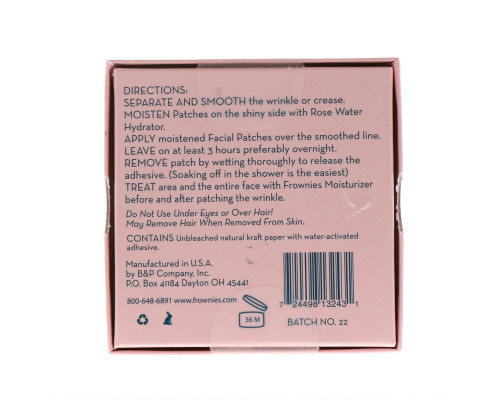 DIRECTIONS:
SEPARATE AND SMOOTH the wrinkle or crease.
MOISTEN Patches on the shiny side with Rose Water
Hydrator.
APPLY moistened Facial Patches over the smoothed line.
LEAVE on at least 3 hours preferably overnight.
REMOVE patch by wetting thoroughly to release the
adhesive. (Soaking off in the shower is the easiest)
TREAT area and the entire face with Frownies Moisturizer
before and after patching the wrinkle.
Do Not Use Under Eyes or Over Hair!
May Remove Hair When Removed From Skin.
CONTAINS Unbleached natural kraft paper with water-activated
adhesive.
Manufactured in U.S.A.
by B&P Company, Inc.
P.O. Box 41184 Dayton OH 45441
800-648-6891 www.frownies.com
7 24498 13243 1
36 M
BATCH NO. 22